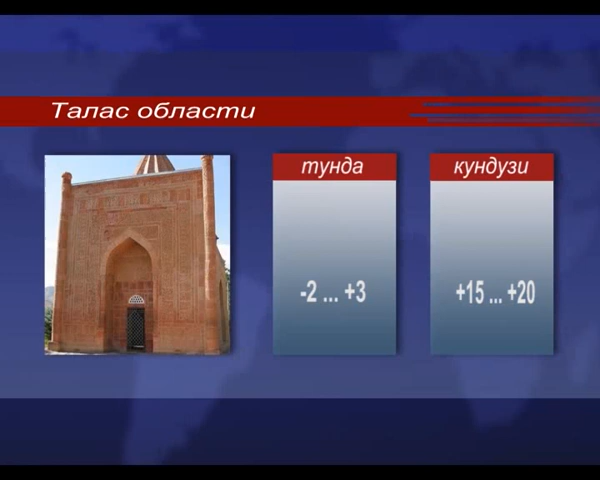 Талас области
тунда
кундузи
-2 ... +3
+15 ... +20